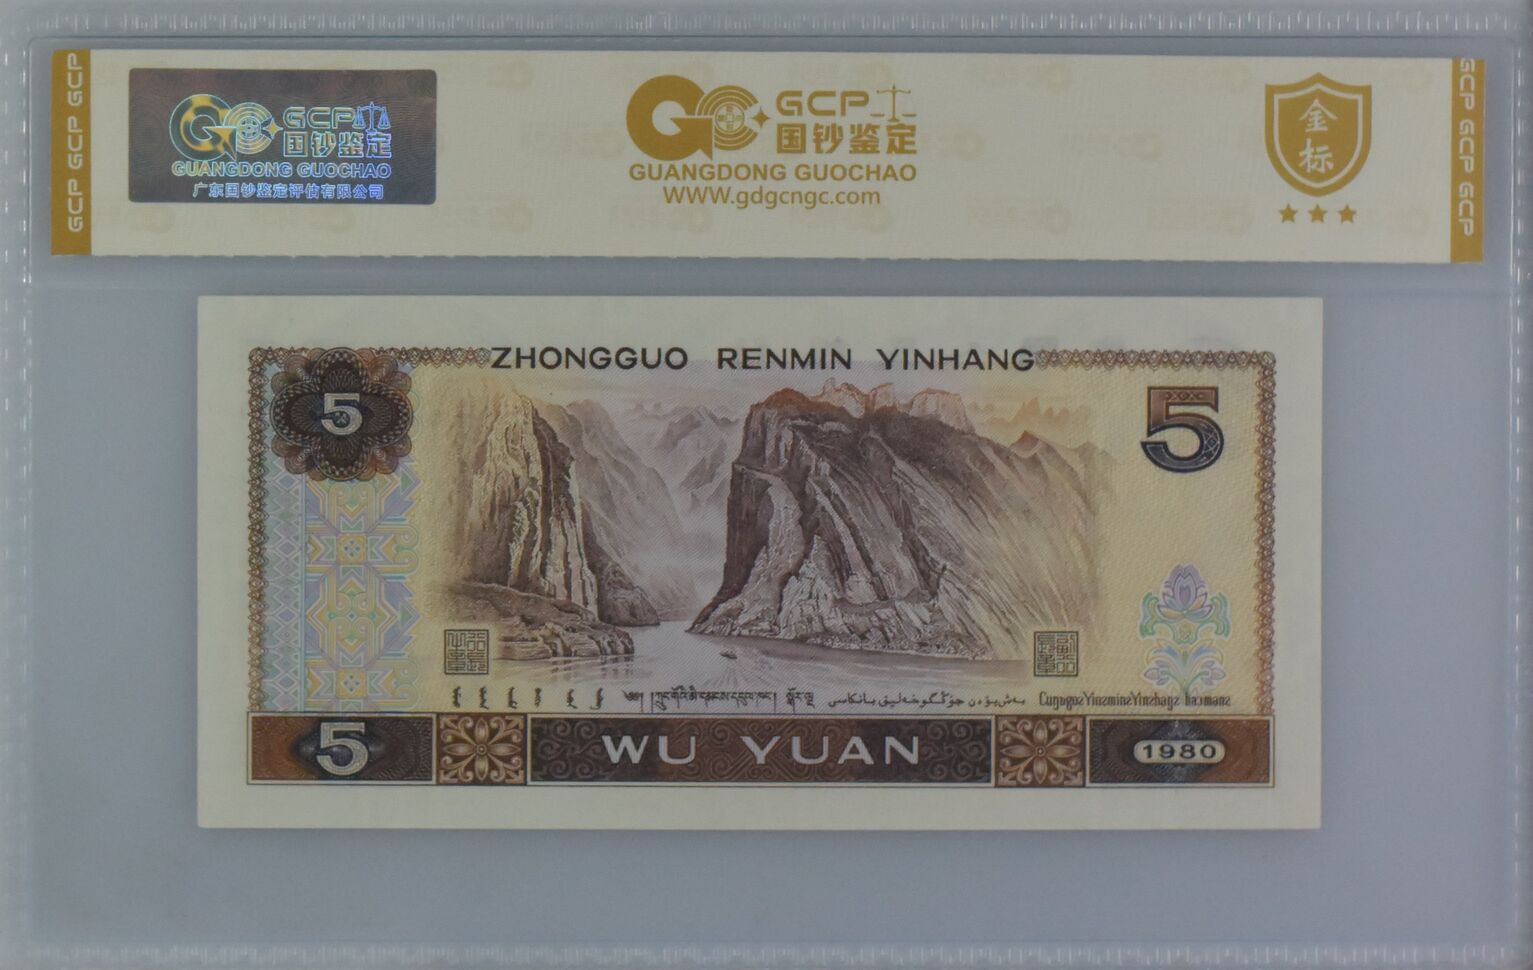 GCP GCP GCP
GCP 国钞鉴定
GUANGDONG GUOCHAO
广东国钞鉴定评估有限公司
GCP 国钞鉴定
GUANGDONG GUOCHAO
WWW.gdgcngc.com
金标
GCP GCP GCP
ZHONGGUO RENMIN YINHANG
5
5
5
WU YUAN
1980